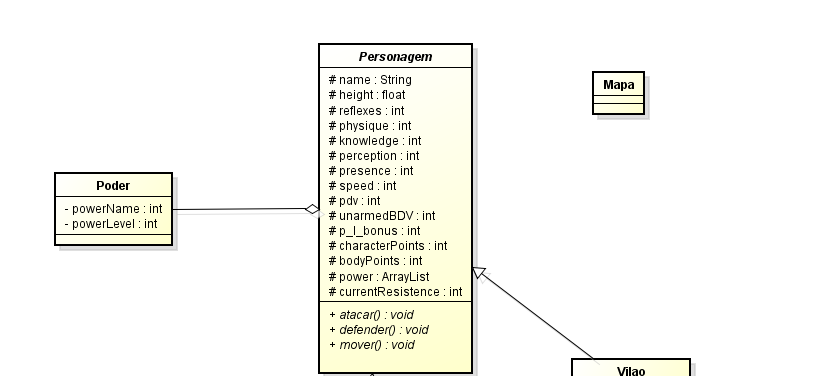 Personagem
# name : String
# height : float
# reflexes : int
# physique : int
# knowledge : int
# perception : int
# presence : int
# speed : int
# pdv : int
# unarmedBDV : int
# p_l_bonus : int
# characterPoints : int
# bodyPoints : int
# power : ArrayList
# currentResistence : int
+ atacar() : void
+ defender() : void
+ mover() : void
Mapa
Poder
- powerName : int
- powerLevel : int
Vilao